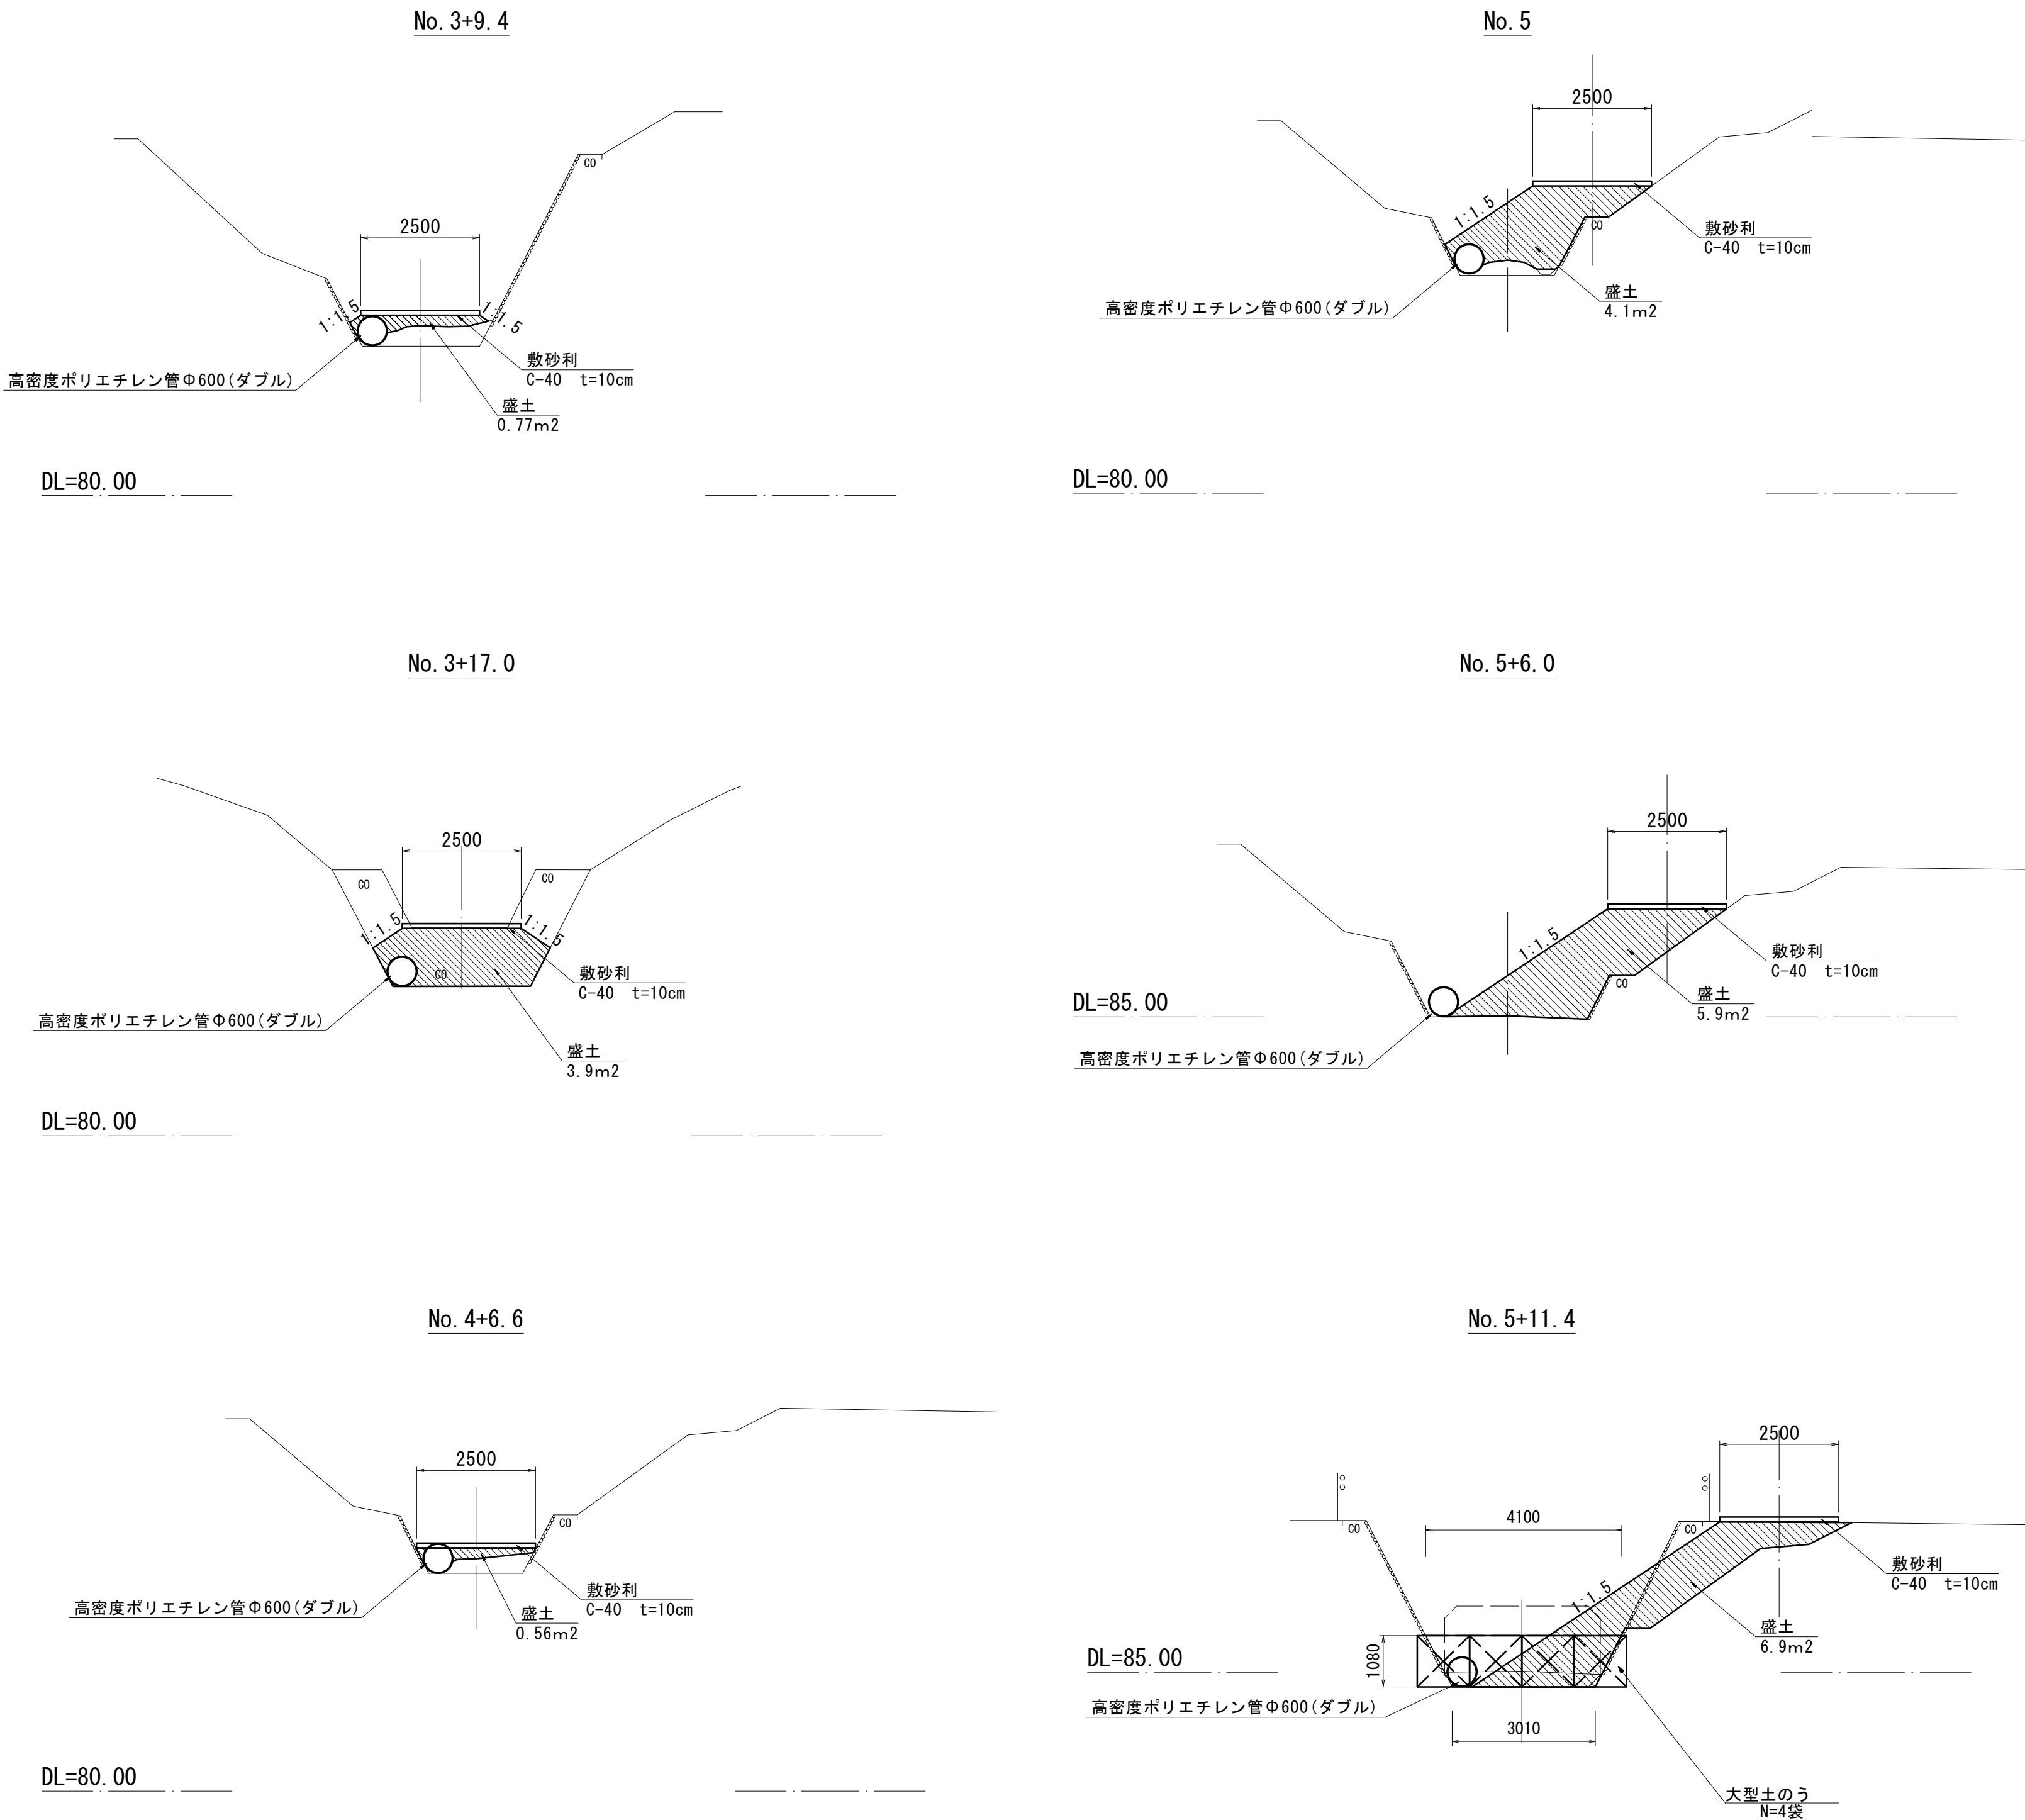 No.3+9.4
CO
2500
1:1.5
1:1.5
敷砂利
C-40 t=10cm
高密度ポリエチレン管Φ600(ダブル)
盛土
0.77m2
DL=80.00
No.5
2500
1:1.5
CO
敷砂利
C-40 t=10cm
盛土
4.1m2
高密度ポリエチレン管Φ600(ダブル)
DL=80.00
No.3+17.0
2500
CO
CO
1:1.5
1:1.5
CO
敷砂利
C-40 t=10cm
高密度ポリエチレン管Φ600(ダブル)
盛土
3.9m2
DL=80.00
No.5+6.0
2500
1:1.5
敷砂利
C-40 t=10cm
CO
盛土
5.9m2
DL=85.00
高密度ポリエチレン管Φ600(ダブル)
No.4+6.6
2500
CO
敷砂利
C-40 t=10cm
高密度ポリエチレン管Φ600(ダブル)
盛土
0.56m2
DL=80.00
No.5+11.4
2500
4100
CO
CO
敷砂利
C-40 t=10cm
1:1.5
盛土
6.9m2
1080
DL=85.00
高密度ポリエチレン管Φ600(ダブル)
3010
大型土のう
N=4袋